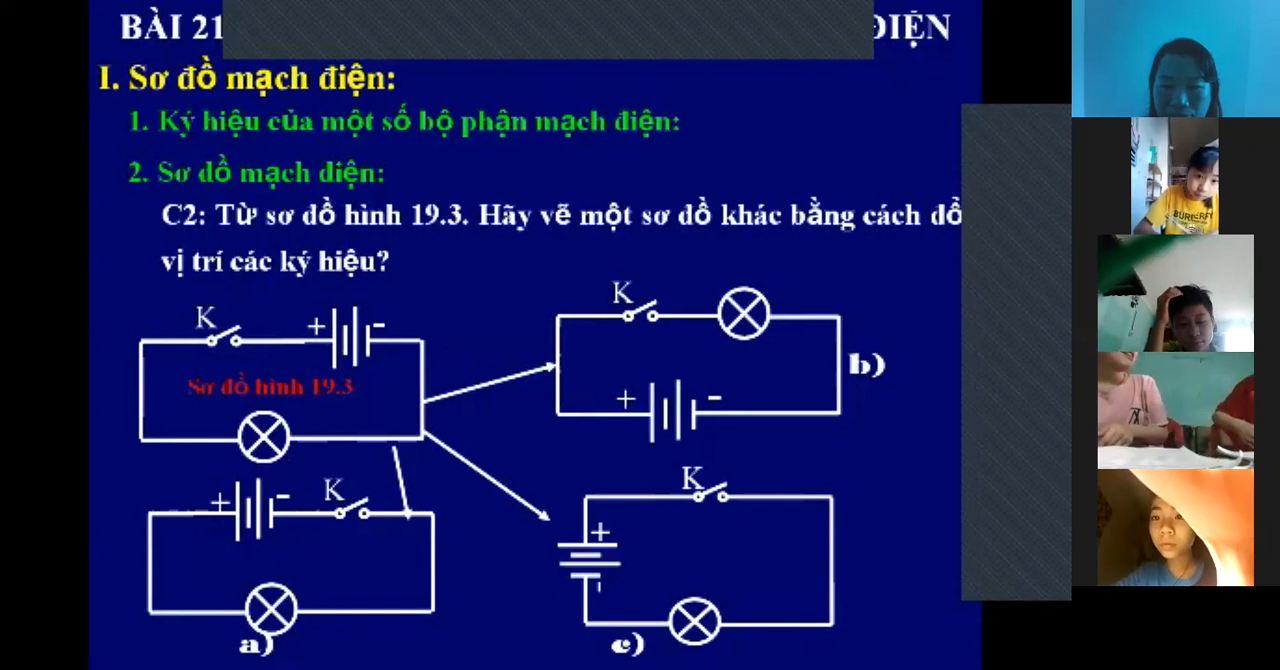 BÀI 21
ĐIỆN
I. Sơ đồ mạch điện:
1. Ký hiệu của một số bộ phận mạch điện:
2. Sơ đồ mạch điện:
C2: Từ sơ đồ hình 19.3. Hãy vẽ một sơ đồ khác bằng cách đổ
vị trí các ký hiệu?
K
+ -
Sơ đồ hình 19.3
K
b)
+ -
+ - K
a)
K
+
-
c)
BURBERRY